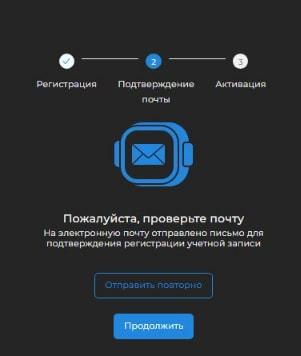 2 3
Регистрация Подтверждение Активация
почты
Пожалуйста, проверьте почту
На электронную почту отправлено письмо для
подтверждения регистрации учетной записи
Отправить повторно
Продолжить